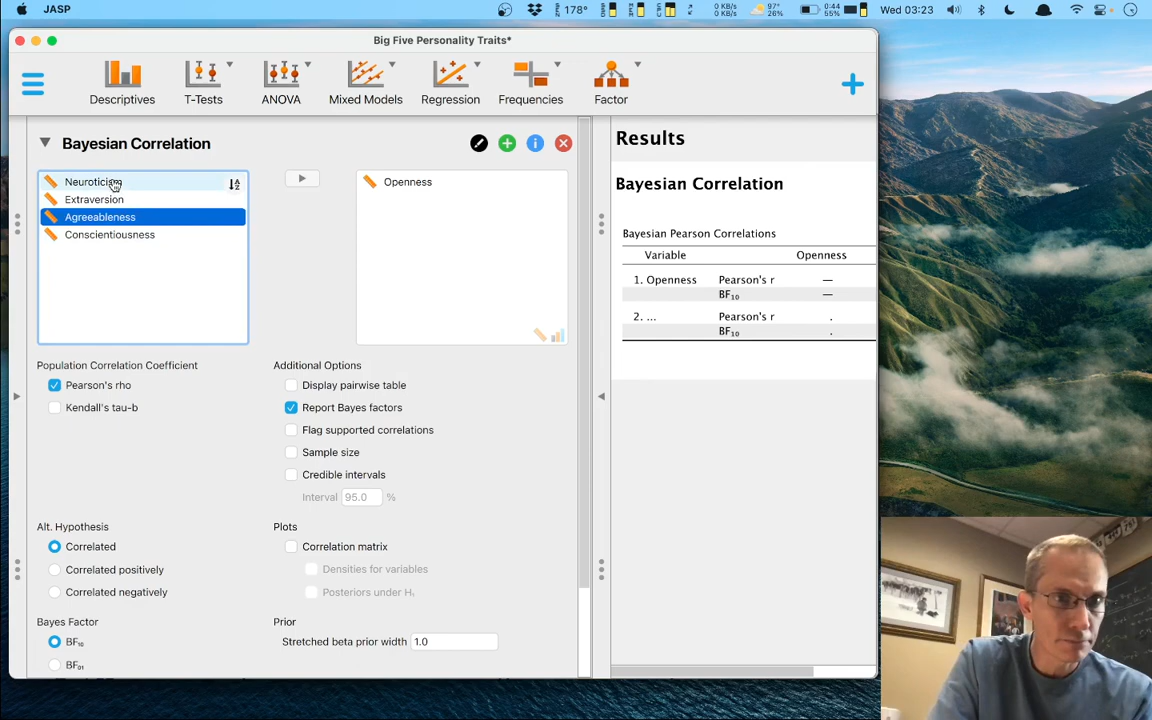 JASP
178°
0 KB/s
0 KB/s
97°
26%
0:44
55%
Wed 03:23
Big Five Personality Traits*
Descriptives
T-Tests
ANOVA
Mixed Models
Regression
Frequencies
Factor
Bayesian Correlation
Neuroticism
Extraversion
Agreeableness
Conscientiousness
Openness
Population Correlation Coefficient
Pearson's rho
Kendall's tau-b
Additional Options
Display pairwise table
Report Bayes factors
Flag supported correlations
Sample size
Credible intervals
Interval 95.0 %
Alt. Hypothesis
Correlated
Correlated positively
Correlated negatively
Plots
Correlation matrix
Densities for variables
Posteriors under H₁
Bayes Factor
BF₁₀
BF₀₁
Prior
Stretched beta prior width 1.0
Results
Bayesian Correlation
Bayesian Pearson Correlations
Variable Openness
1. Openness Pearson's r —
BF₁₀ —
2. ... Pearson's r .
BF₁₀ .